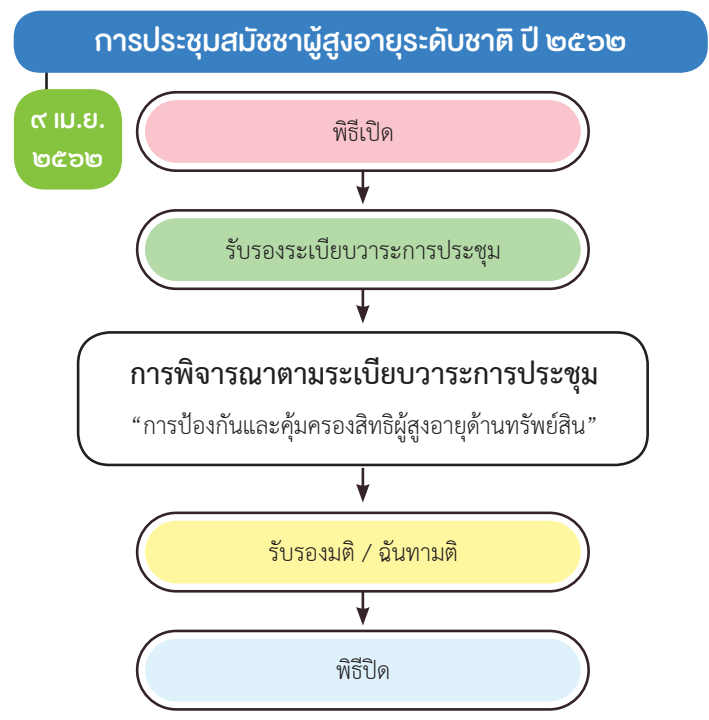 การประชุมสมัชชาผู้สูงอายุระดับชาติ ปี ๒๕๖๒
๙ เม.ย.
๒๕๖๒
พิธีเปิด
รับรองระเบียบวาระการประชุม
การพิจารณาตามระเบียบวาระการประชุม
“การป้องกันและคุ้มครองสิทธิผู้สูงอายุด้านทรัพย์สิน”
รับรองมติ / ฉันทามติ
พิธีปิด